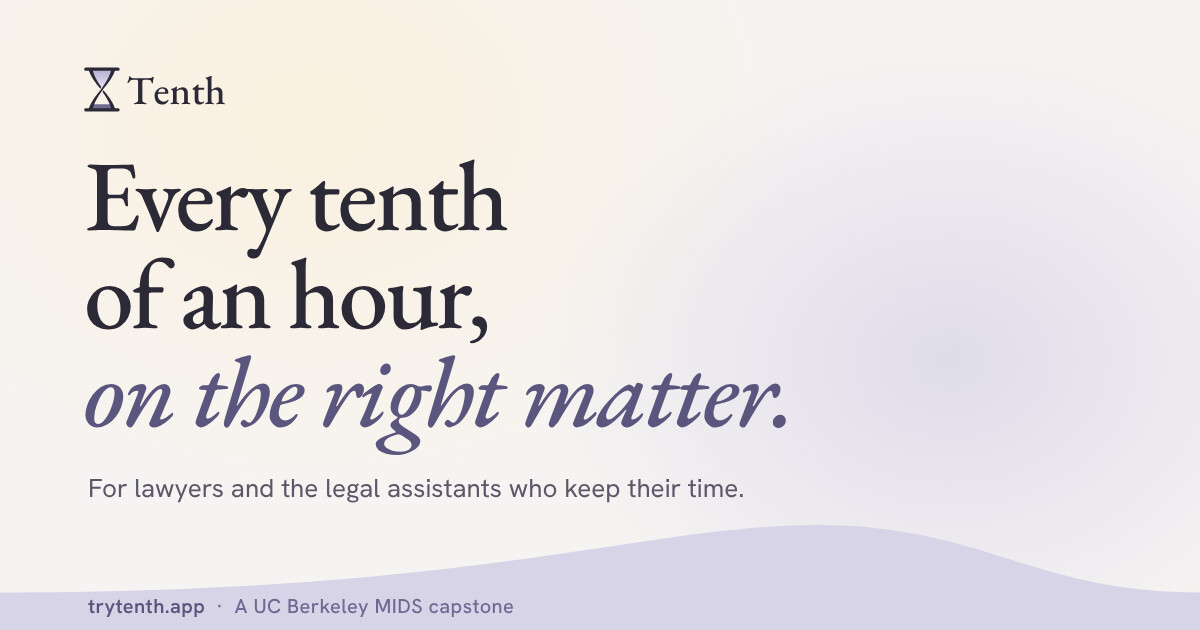 Tenth
Every tenth
of an hour,
on the right matter.
For lawyers and the legal assistants who keep their time.
trytenth.app · A UC Berkeley MIDS capstone